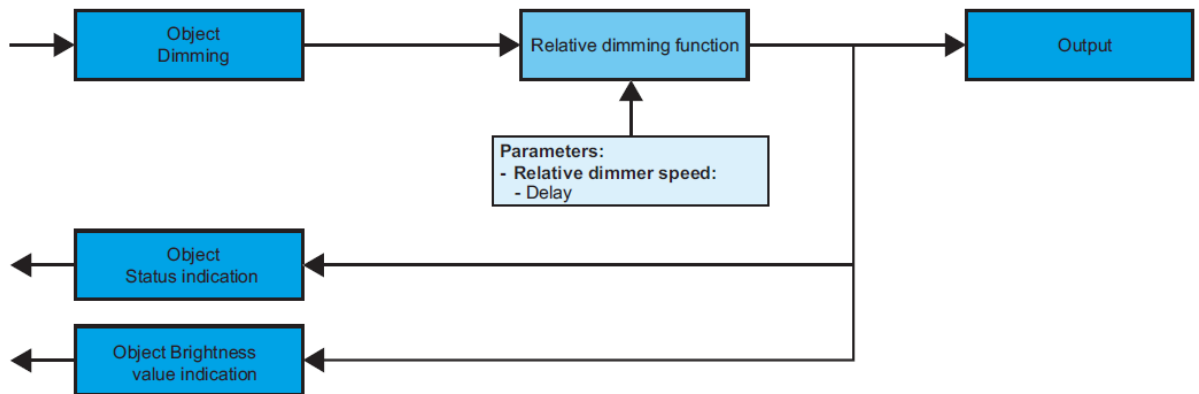 Object
Dimming
Relative dimming function
Output
Parameters:
- Relative dimmer speed:
- Delay
Object
Status indication
Object Brightness
value indication